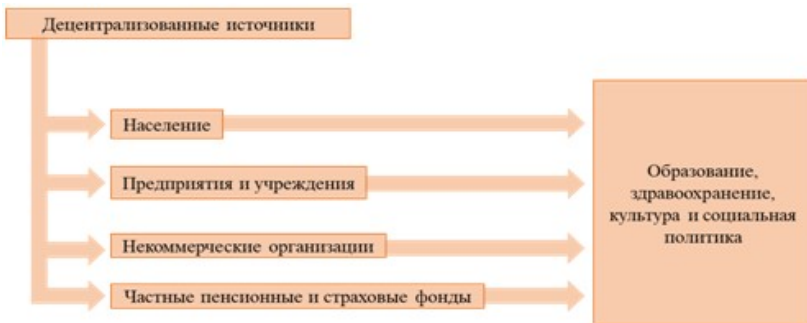 Децентрализованные источники
Население
Предприятия и учреждения
Некоммерческие организации
Частные пенсионные и страховые фонды
Образование,
здравоохранение,
культура и социальная
политика